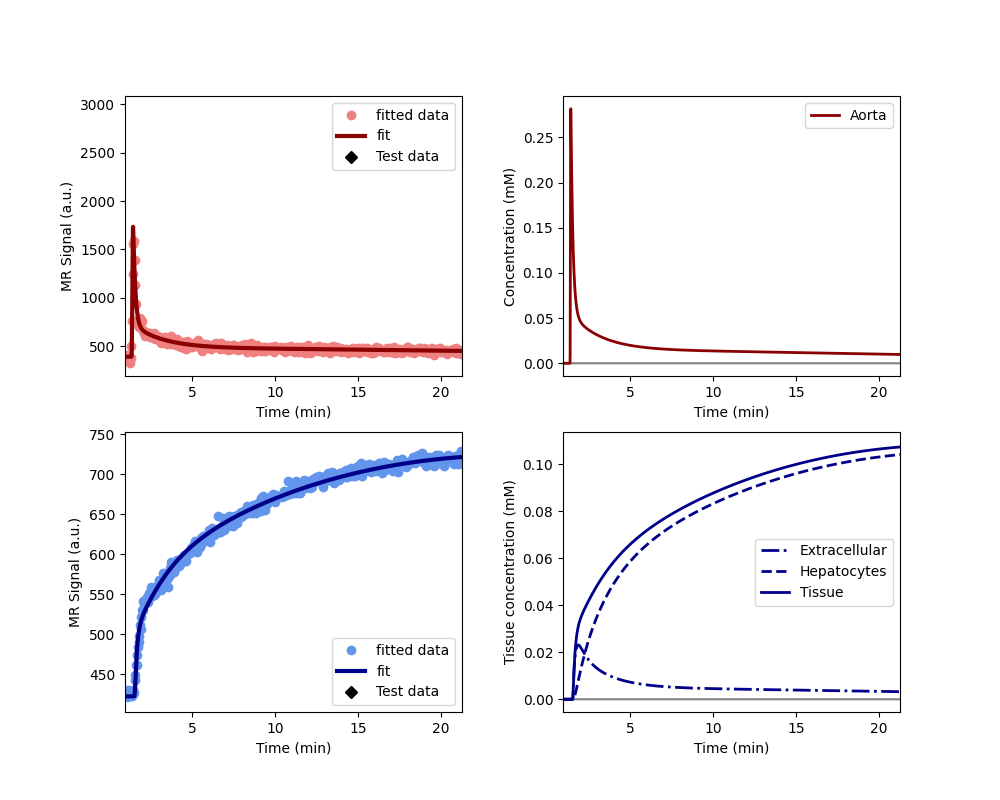 3000
2500
2000
1500
1000
500
MR Signal (a.u.)
5
10
15
20
Time (min)
fitted data
fit
Test data
0.25
0.20
0.15
0.10
0.05
0.00
Concentration (mM)
5
10
15
20
Time (min)
Aorta
750
700
650
600
550
500
450
MR Signal (a.u.)
5
10
15
20
Time (min)
fitted data
fit
Test data
0.10
0.08
0.06
0.04
0.02
0.00
Tissue concentration (mM)
5
10
15
20
Time (min)
Extracellular
Hepatocytes
Tissue